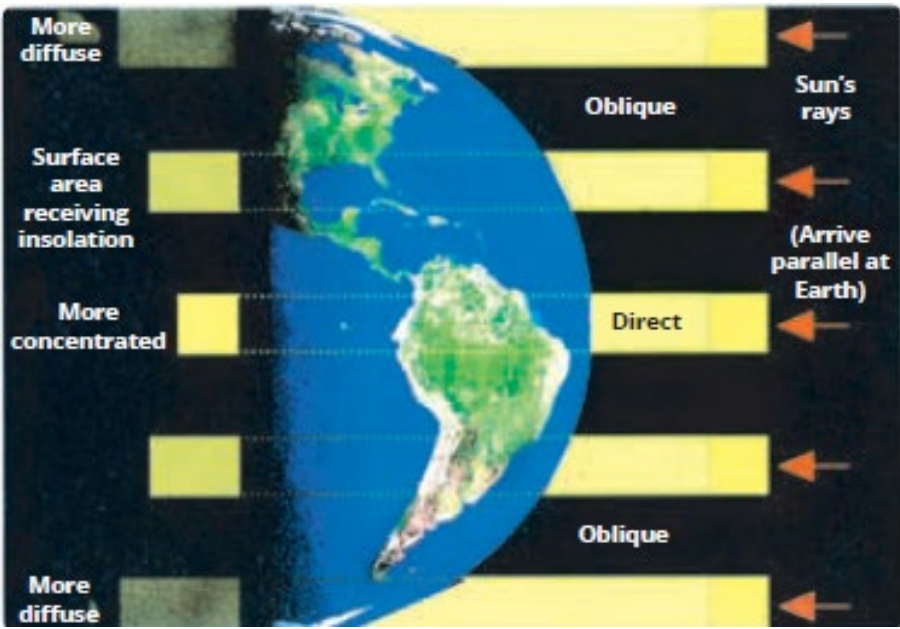 More
diffuse
Oblique
Sun's
rays
Surface
area
receiving
insolation
(Arrive
parallel at
Earth)
More
concentrated
Direct
Oblique
More
diffuse